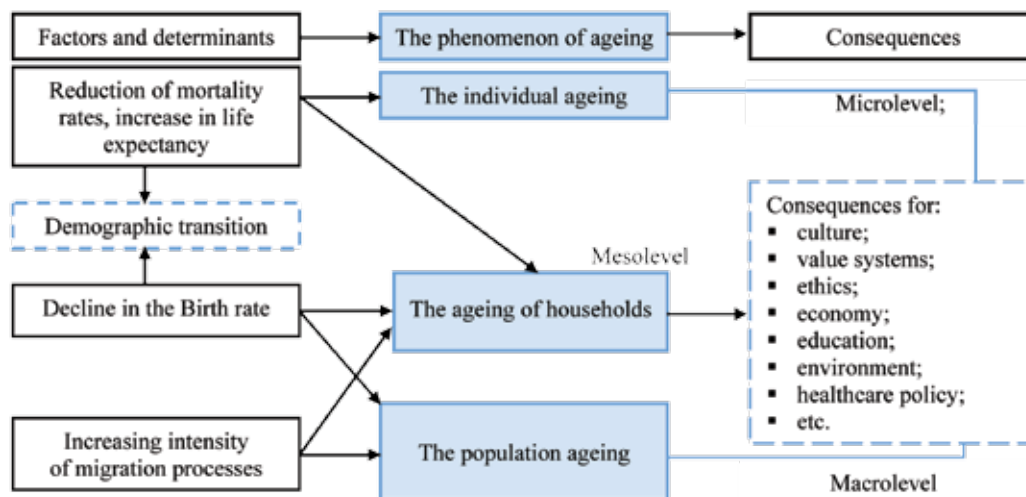 Factors and determinants
The phenomenon of ageing
Consequences
Reduction of mortality
rates, increase in life
expectancy
The individual ageing
Microlevel;
Demographic transition
Mesolevel
Decline in the Birth rate
The ageing of households
Consequences for:
▪ culture;
▪ value systems;
▪ ethics;
▪ economy;
▪ education;
▪ environment;
▪ healthcare policy;
▪ etc.
Increasing intensity
of migration processes
The population ageing
Macrolevel